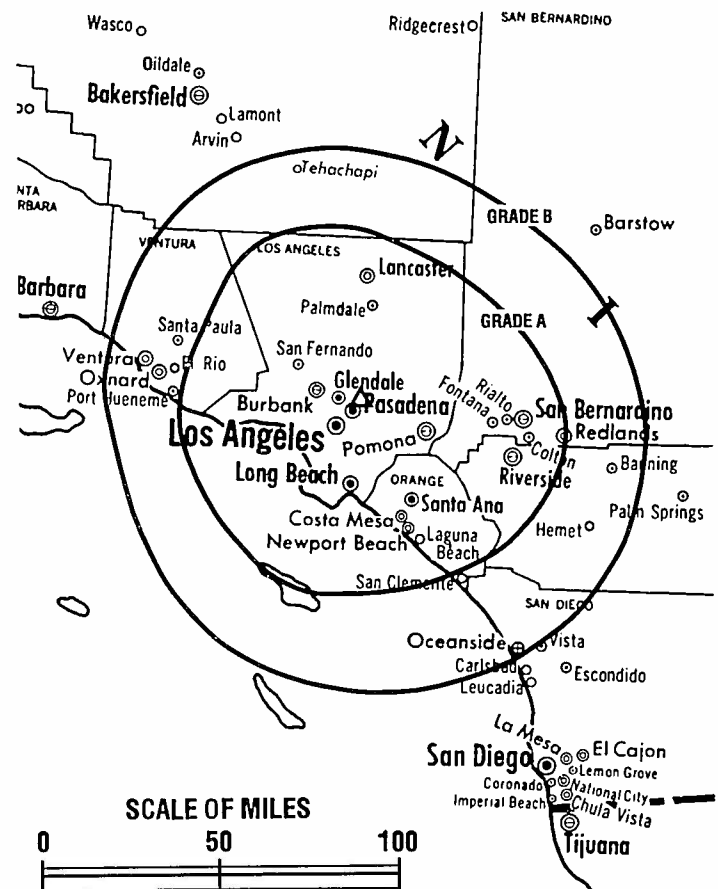 Wasco
Ridgecrest
SAN BERNARDINO
Oildale
Bakersfield
Lamont
Arvin
N
Tehachapi
NTA
RBARA
GRADE B
Barstow
VENTURA
LOS ANGELES
Lancaster
Barbara
Palmdale
GRADE A
Santa Paula
Ventura
El Rio
San Fernando
Oxnard
Port Hueneme
Glendale
Burbank
Pasadena
Rialto
Fontana
San Bernardino
Los Angeles
Pomona
Redlands
Colton
Long Beach
ORANGE
Riverside
Banning
Santa Ana
Palm Springs
Costa Mesa
Newport Beach
Laguna
Beach
Hemet
San Clemente
SAN DIEGO
Oceanside
Vista
Carlsbad
Escondido
Leucadia
La Mesa
El Cajon
San Diego
Lemon Grove
Coronado
National City
Imperial Beach
Chula Vista
Tijuana
SCALE OF MILES
0 50 100